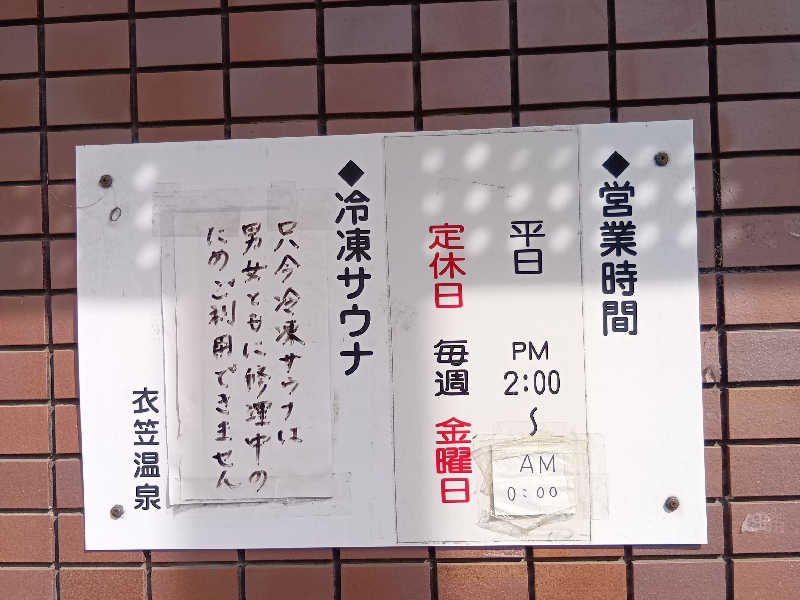 ◆営業時間
平日 PM 2:00 〜 AM 0:00
定休日 毎週 金曜日
◆冷凍サウナ
只今冷凍サウナは
男女ともに修理中の
ためご利用できません
衣笠温泉